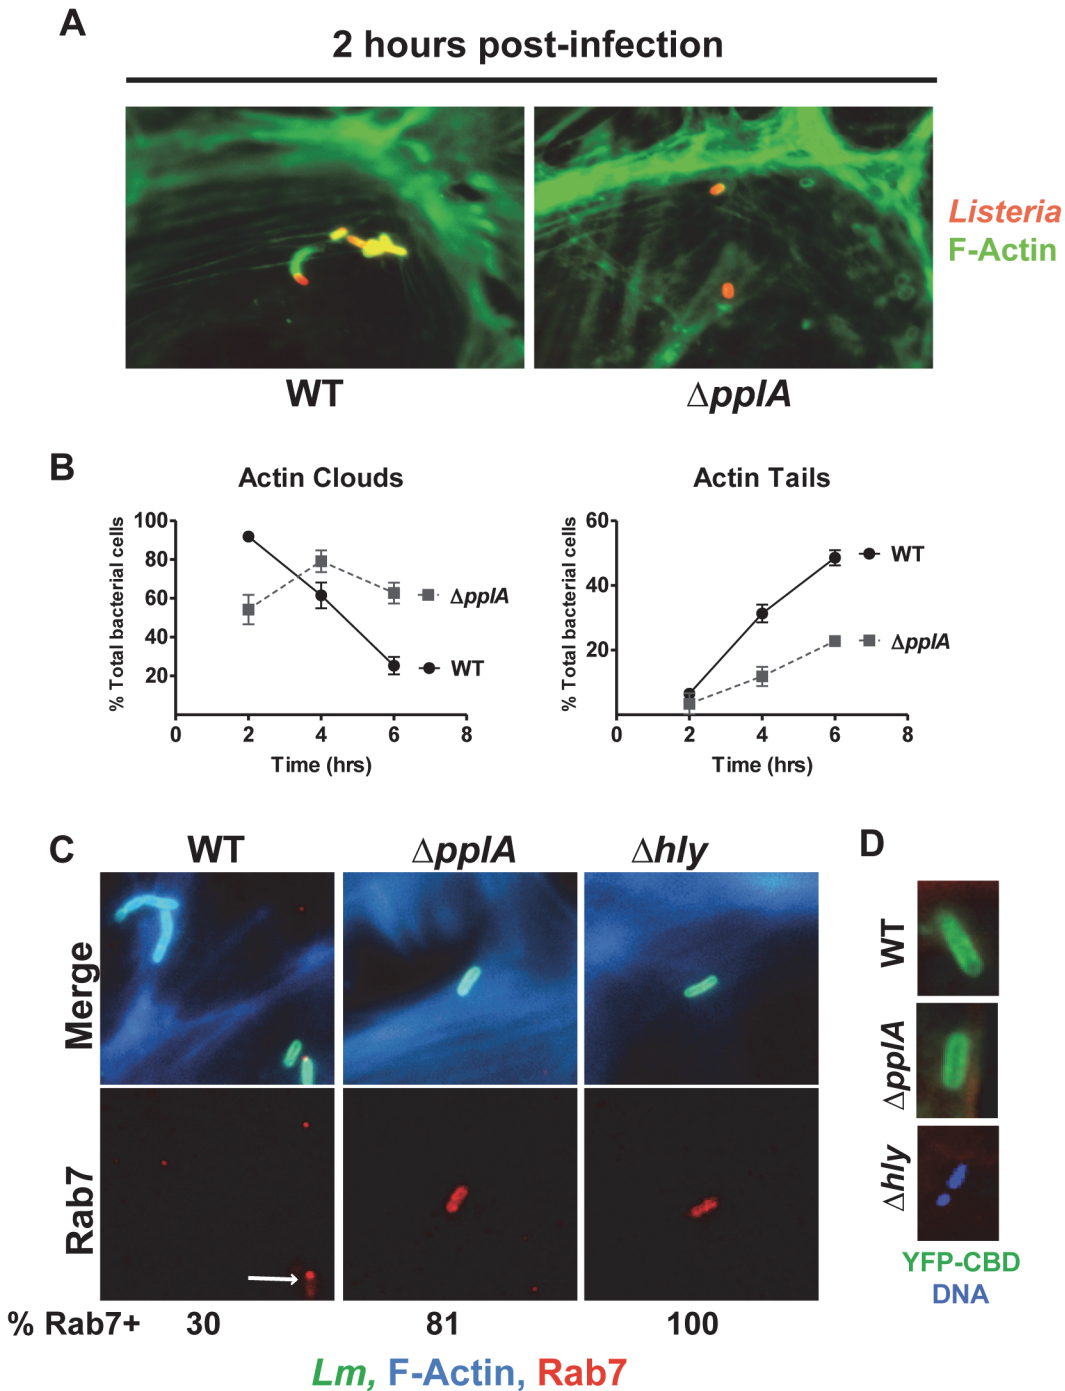 A
2 hours post-infection
Listeria
F-Actin
WT
ΔpplA
B
Actin Clouds
% Total bacterial cells
100
80
60
40
20
0
2
4
6
8
Time (hrs)
ΔpplA
WT
Actin Tails
% Total bacterial cells
60
40
20
0
2
4
6
8
Time (hrs)
WT
ΔpplA
C
WT
ΔpplA
Δhly
Merge
Rab7
% Rab7+
30
81
100
Lm, F-Actin, Rab7
D
WT
ΔpplA
Δhly
YFP-CBD
DNA